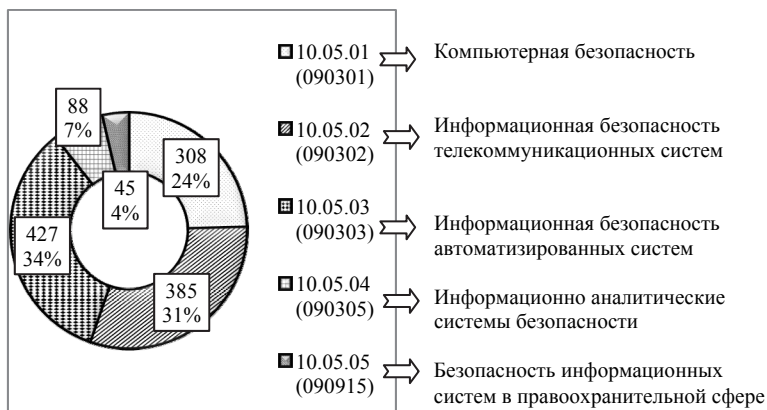 10.05.01
(090301)
Компьютерная безопасность
88
7%
308
24%
10.05.02
(090302)
Информационная безопасность
телекоммуникационных систем
45
4%
427
34%
10.05.03
(090303)
Информационная безопасность
автоматизированных систем
385
31%
10.05.04
(090305)
Информационно аналитические
системы безопасности
10.05.05
(090915)
Безопасность информационных
систем в правоохранительной сфере